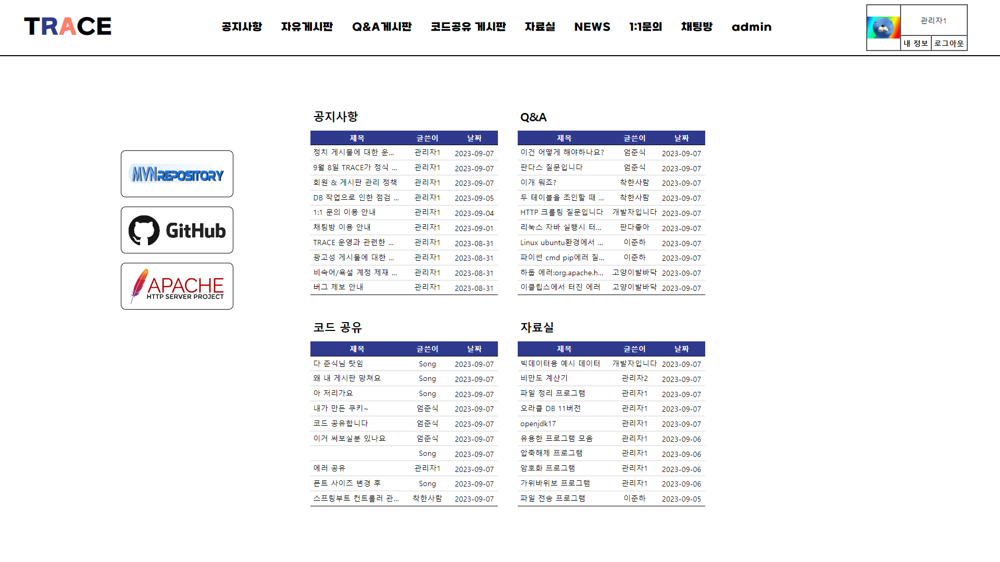 TRACE
공지사항 자유게시판 Q&A게시판 코드공유 게시판 자료실 NEWS 1:1문의 채팅방 admin
관리자1
내 정보 로그아웃
MVNREPOSITORY
GitHub
APACHE
HTTP SERVER PROJECT
공지사항
제목 글쓴이 날짜
정치 게시물에 대한 운... 관리자1 2023-09-07
9월 8일 TRACE가 정식 ... 관리자1 2023-09-07
회원 & 게시판 관리 정책 관리자1 2023-09-07
DB 작업으로 인한 점검 ... 관리자1 2023-09-05
1:1 문의 이용 안내 관리자1 2023-09-04
채팅방 이용 안내 관리자1 2023-09-01
TRACE 운영과 관련한 ... 관리자1 2023-08-31
광고성 게시물에 대한 ... 관리자1 2023-08-31
비속어/욕설 계정 제재 ... 관리자1 2023-08-31
버그 제보 안내 관리자1 2023-08-31
Q&A
제목 글쓴이 날짜
이건 어떻게 해야하나요? 엄준식 2023-09-07
판다스 질문입니다 엄준식 2023-09-07
이개 뭐죠? 착한사람 2023-09-07
두 테이블을 조인할 때 ... 착한사람 2023-09-07
HTTP 크롤링 질문입니다 개발자입니다 2023-09-07
리눅스 자바 실행시 터... 판다좋아 2023-09-07
Linux ubuntu환경에서 ... 이준하 2023-09-07
파이썬 cmd pip에러 질... 이준하 2023-09-07
하둡 에러:org.apache.h... 고양이발바닥 2023-09-07
이클립스에서 터진 에러 고양이발바닥 2023-09-07
코드 공유
제목 글쓴이 날짜
다 준식님 탓임 Song 2023-09-07
왜 내 게시판 망쳐요 Song 2023-09-07
아 저리가요 Song 2023-09-07
내가 만든 쿠키~ 엄준식 2023-09-07
코드 공유합니다 엄준식 2023-09-07
이거 써보실분 있나요 엄준식 2023-09-07
Song 2023-09-07
에러 공유 관리자1 2023-09-07
폰트 사이즈 변경 후 Song 2023-09-07
스프링부트 컨트롤러 관... 착한사람 2023-09-07
자료실
제목 글쓴이 날짜
빅데이터용 예시 데이터 개발자입니다 2023-09-07
비만도 계산기 관리자2 2023-09-07
파일 정리 프로그램 관리자1 2023-09-07
오라클 DB 11버전 관리자1 2023-09-07
openjdk17 관리자1 2023-09-07
유용한 프로그램 모음 관리자1 2023-09-06
압축해제 프로그램 관리자1 2023-09-06
암호화 프로그램 관리자1 2023-09-06
가위바위보 프로그램 관리자1 2023-09-06
파일 전송 프로그램 이준하 2023-09-05